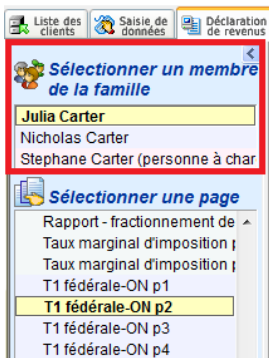 Liste des
clients
Saisie de
données
Déclaration
de revenus
Sélectionner un membre
de la famille
Julia Carter
Nicholas Carter
Stephane Carter (personne à char
Sélectionner une page
Rapport - fractionnement de
Taux marginal d'imposition p
Taux marginal d'imposition p
T1 fédérale-ON p1
T1 fédérale-ON p2
T1 fédérale-ON p3
T1 fédérale-ON p4